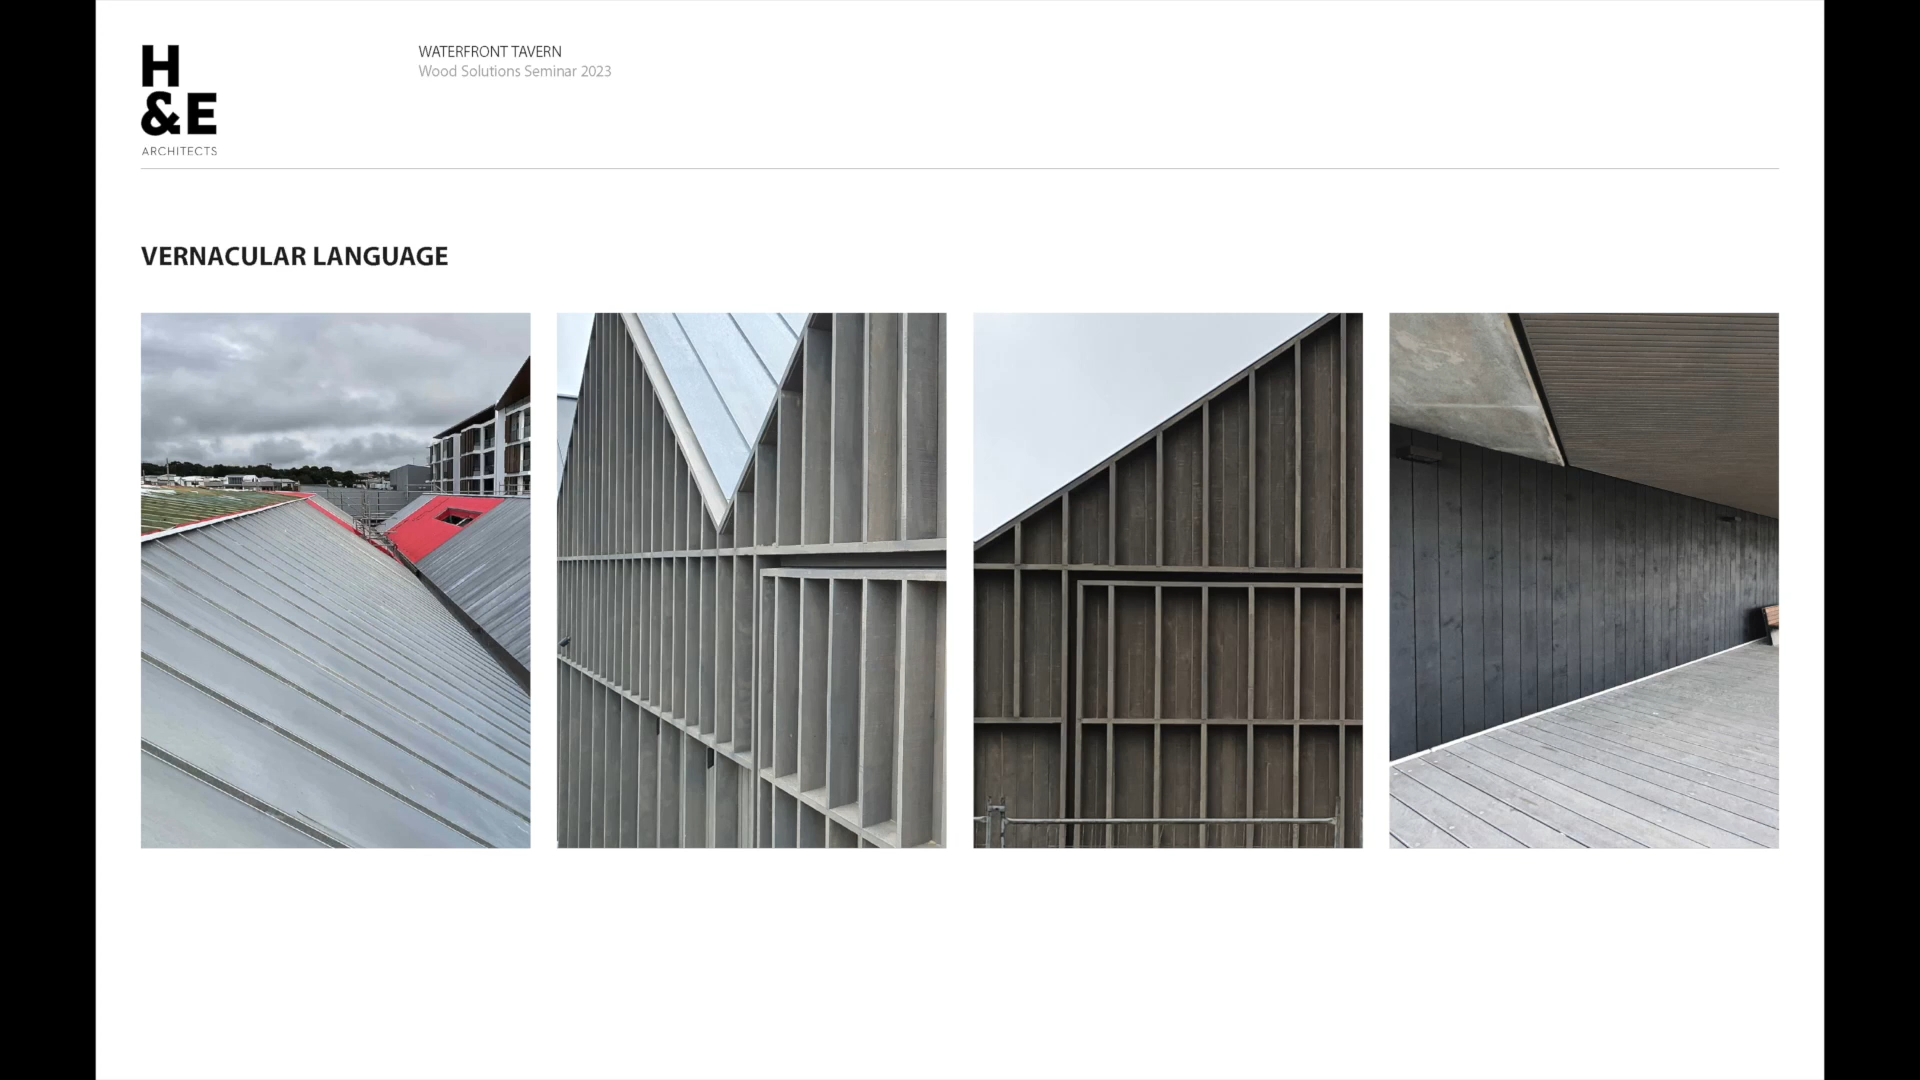 H
&E
ARCHITECTS
WATERFRONT TAVERN
Wood Solutions Seminar 2023
VERNACULAR LANGUAGE